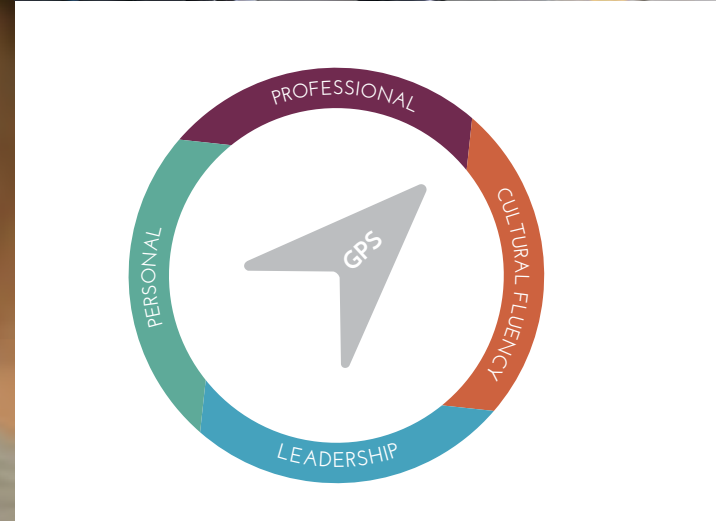 PROFESSIONAL
CULTURAL FLUENCY
LEADERSHIP
PERSONAL
GPS